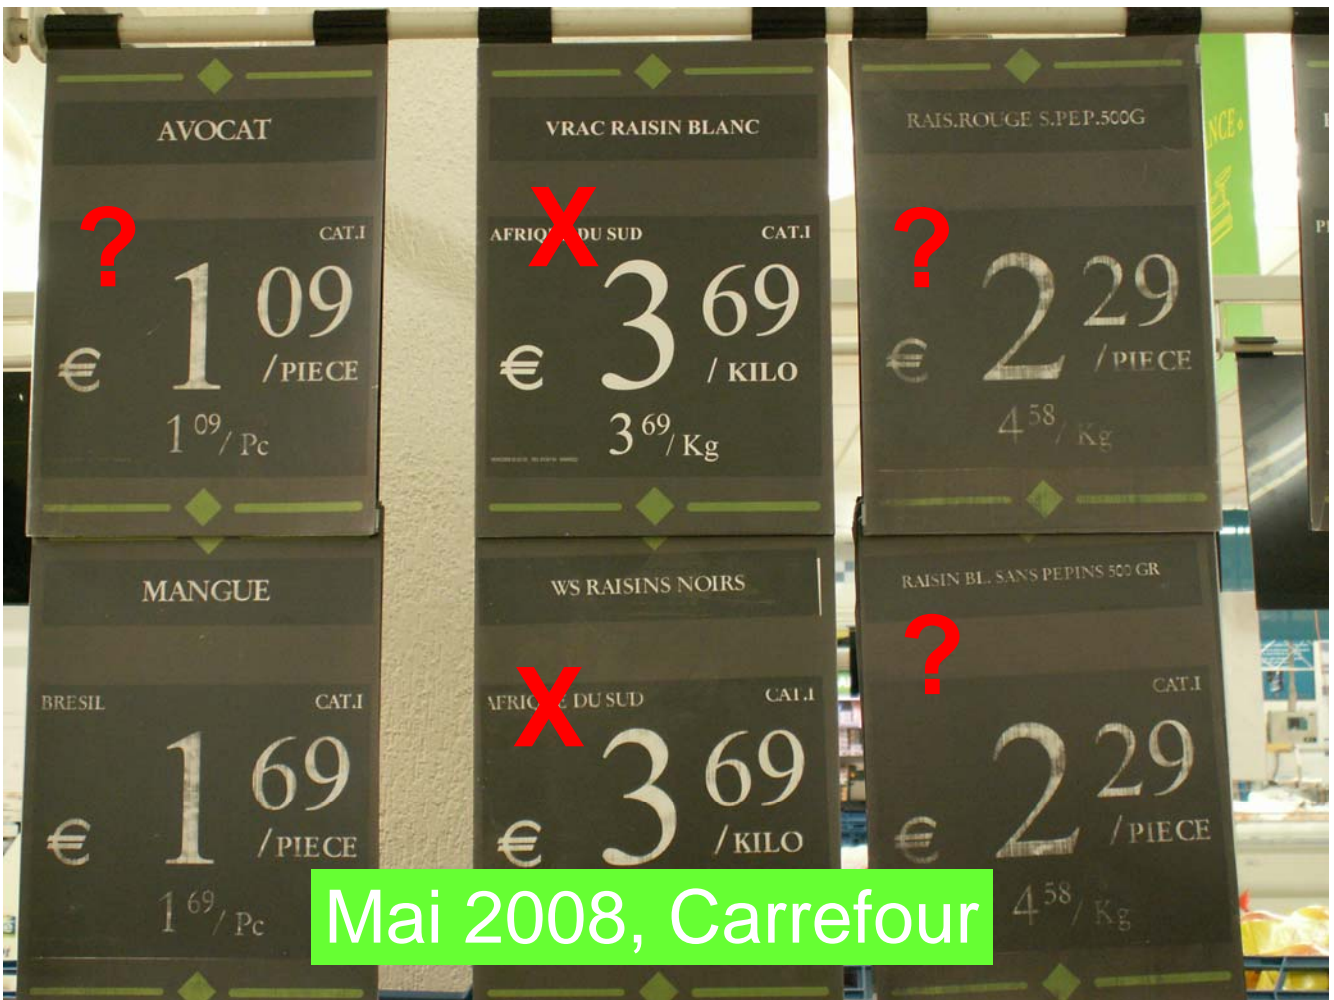 AVOCAT
?
CAT.I
1 09
€
/PIECE
1 09/ Pc
VRAC RAISIN BLANC
X
AFRIQUE DU SUD CAT.I
3 69
€
/ KILO
3 69/Kg
RAIS.ROUGE S.PEP.500G
?
2 29
€
/PIECE
4 58/ Kg
NCE
MANGUE
BRESIL CAT.I
1 69
€
/PIECE
1 69/ Pc
WS RAISINS NOIRS
X
AFRIQUE DU SUD CAT.I
3 69
€
/KILO
RAISIN BL. SANS PEPINS 500 GR
?
CAT.I
2 29
€
/PIECE
4 58/ Kg
Mai 2008, Carrefour